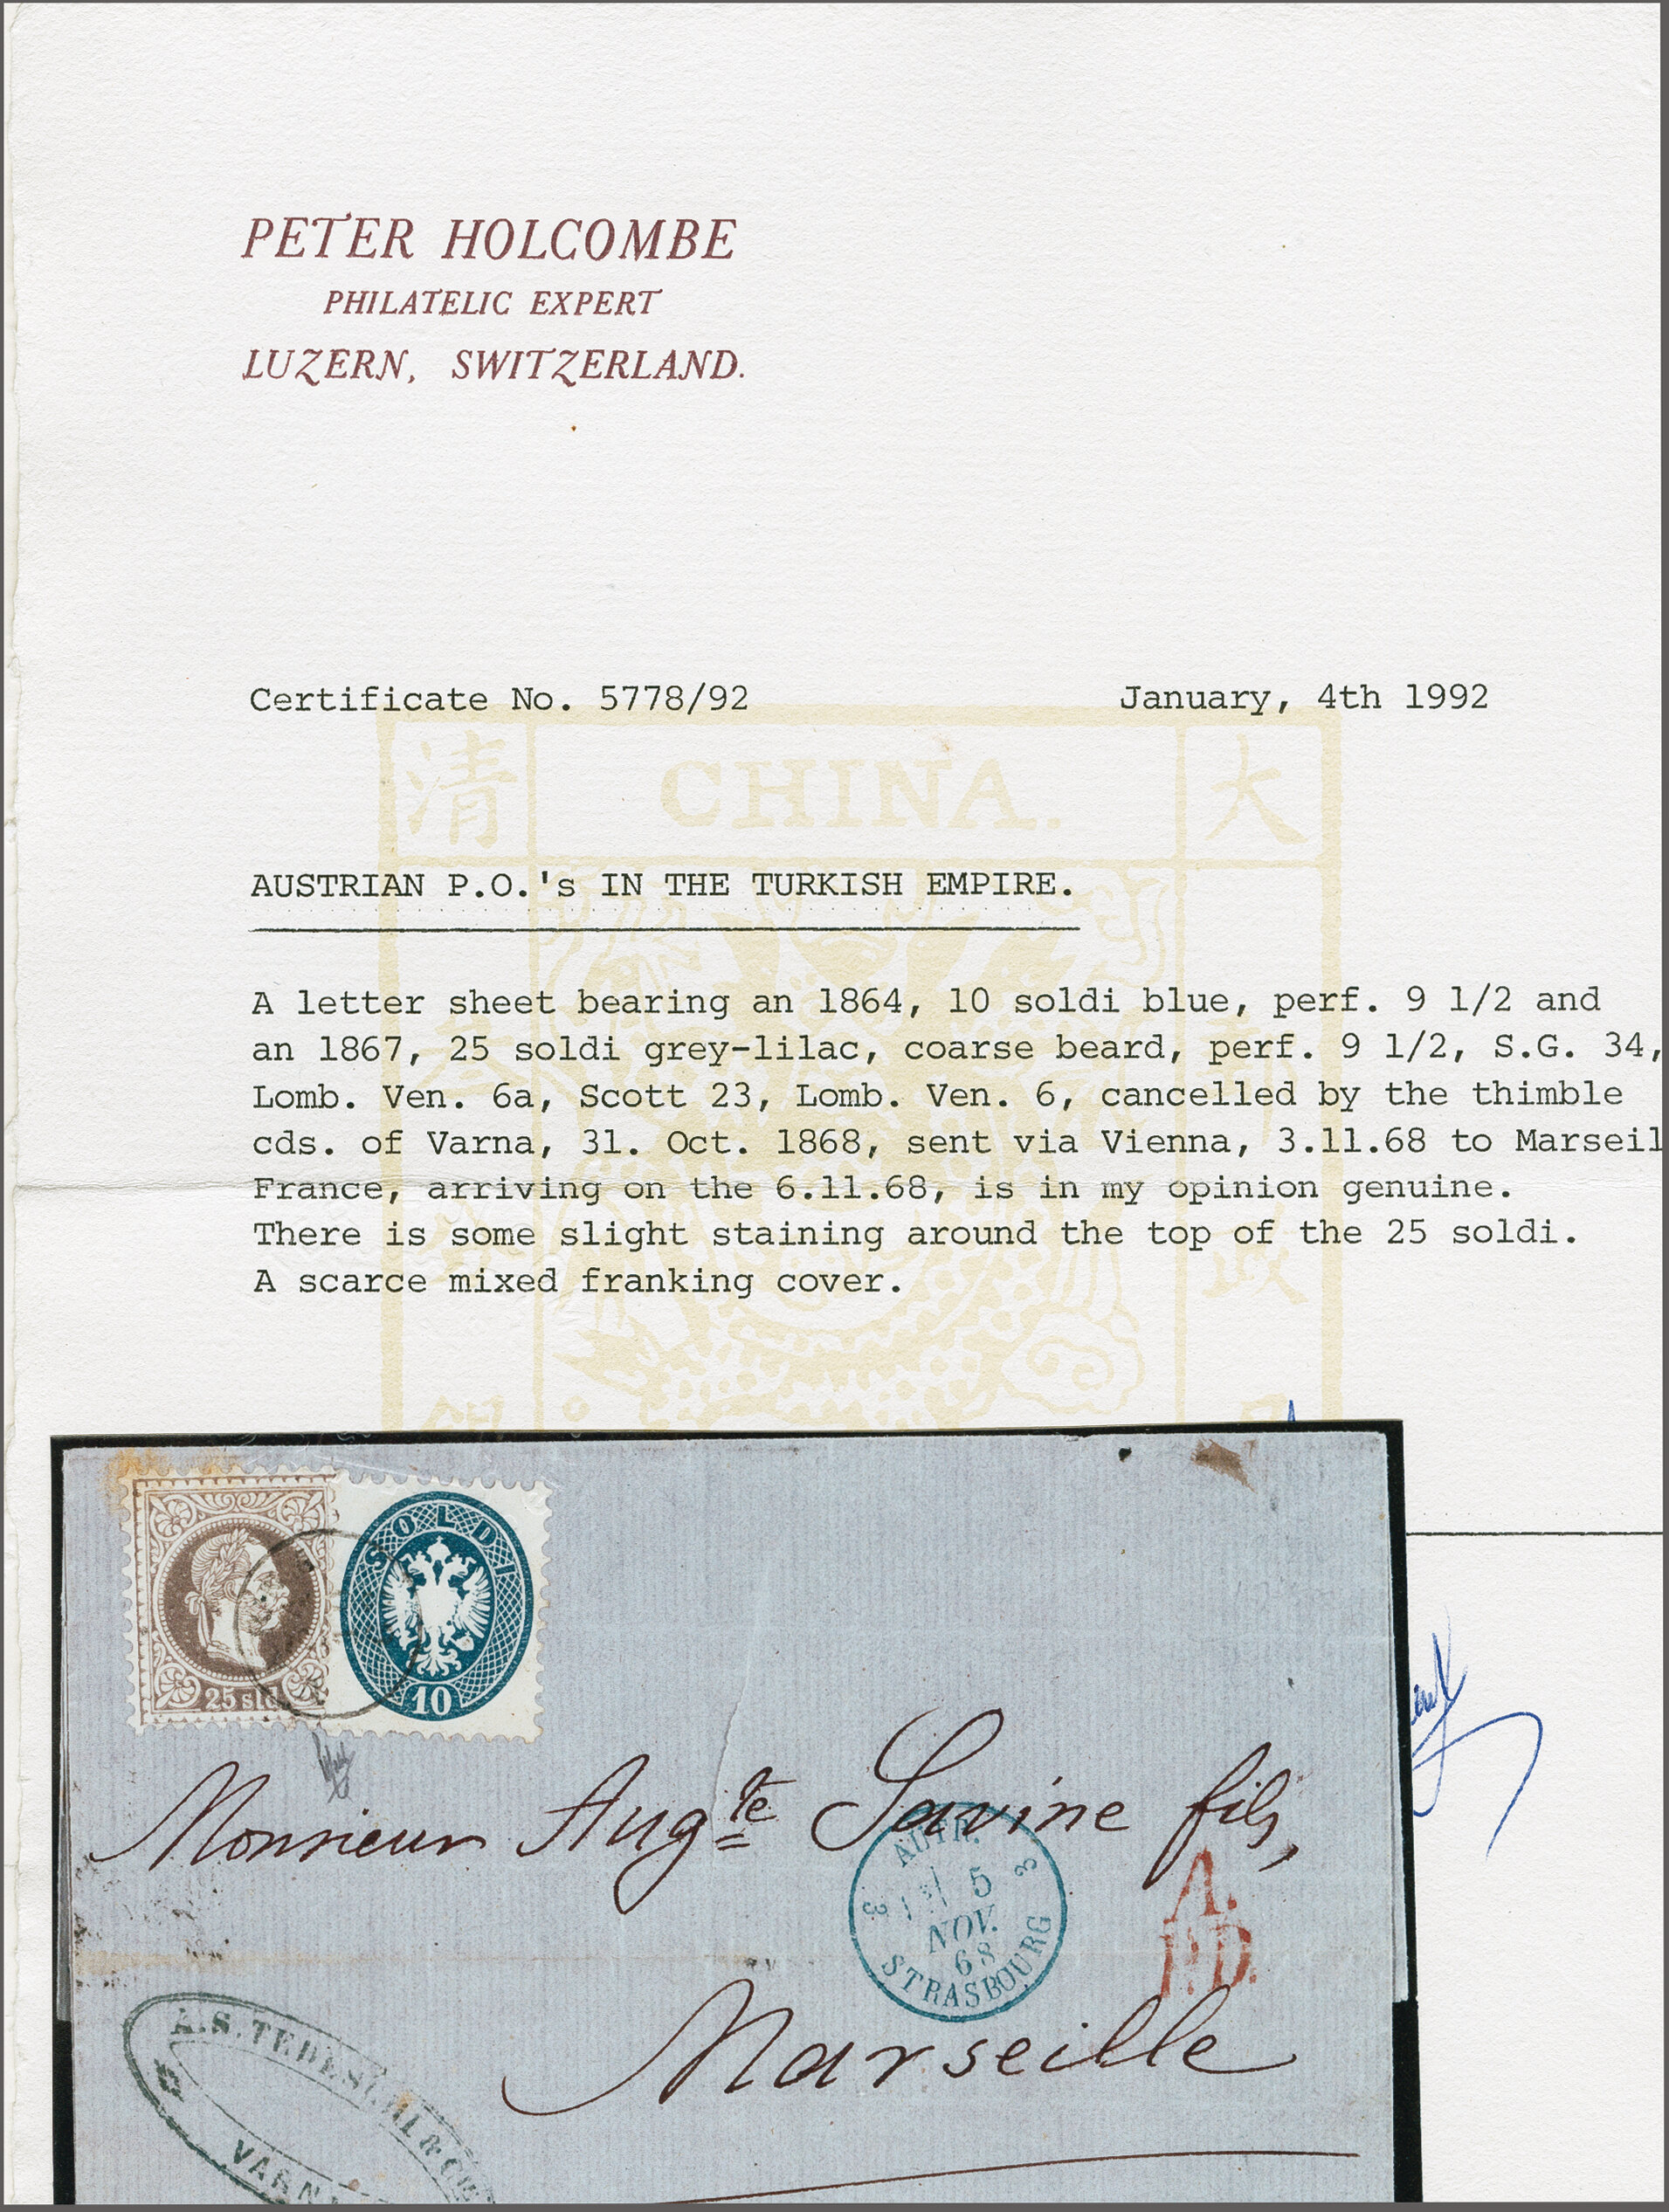 PETER HOLCOMBE
PHILATELIC EXPERT
LUZERN, SWITZERLAND.
Certificate No. 5778/92 January, 4th 1992
清 CHINA. 大
AUSTRIAN P.O.'s IN THE TURKISH EMPIRE.
A letter sheet bearing an 1864, 10 soldi blue, perf. 9 1/2 and
an 1867, 25 soldi grey-lilac, coarse beard, perf. 9 1/2, S.G. 34,
Lomb. Ven. 6a, Scott 23, Lomb. Ven. 6, cancelled by the thimble
cds. of Varna, 31. Oct. 1868, sent via Vienna, 3.11.68 to Marseil
France, arriving on the 6.11.68, is in my opinion genuine.
There is some slight staining around the top of the 25 soldi.
A scarce mixed franking cover.
SOLDI
10
25 sld
Monsieur Augte Savine fils,
AUTR.
3 5 3
NOV.
68
STRASBOURG
A.
P.D.
Marseille
A.S. TEDESCHI & C
VARN